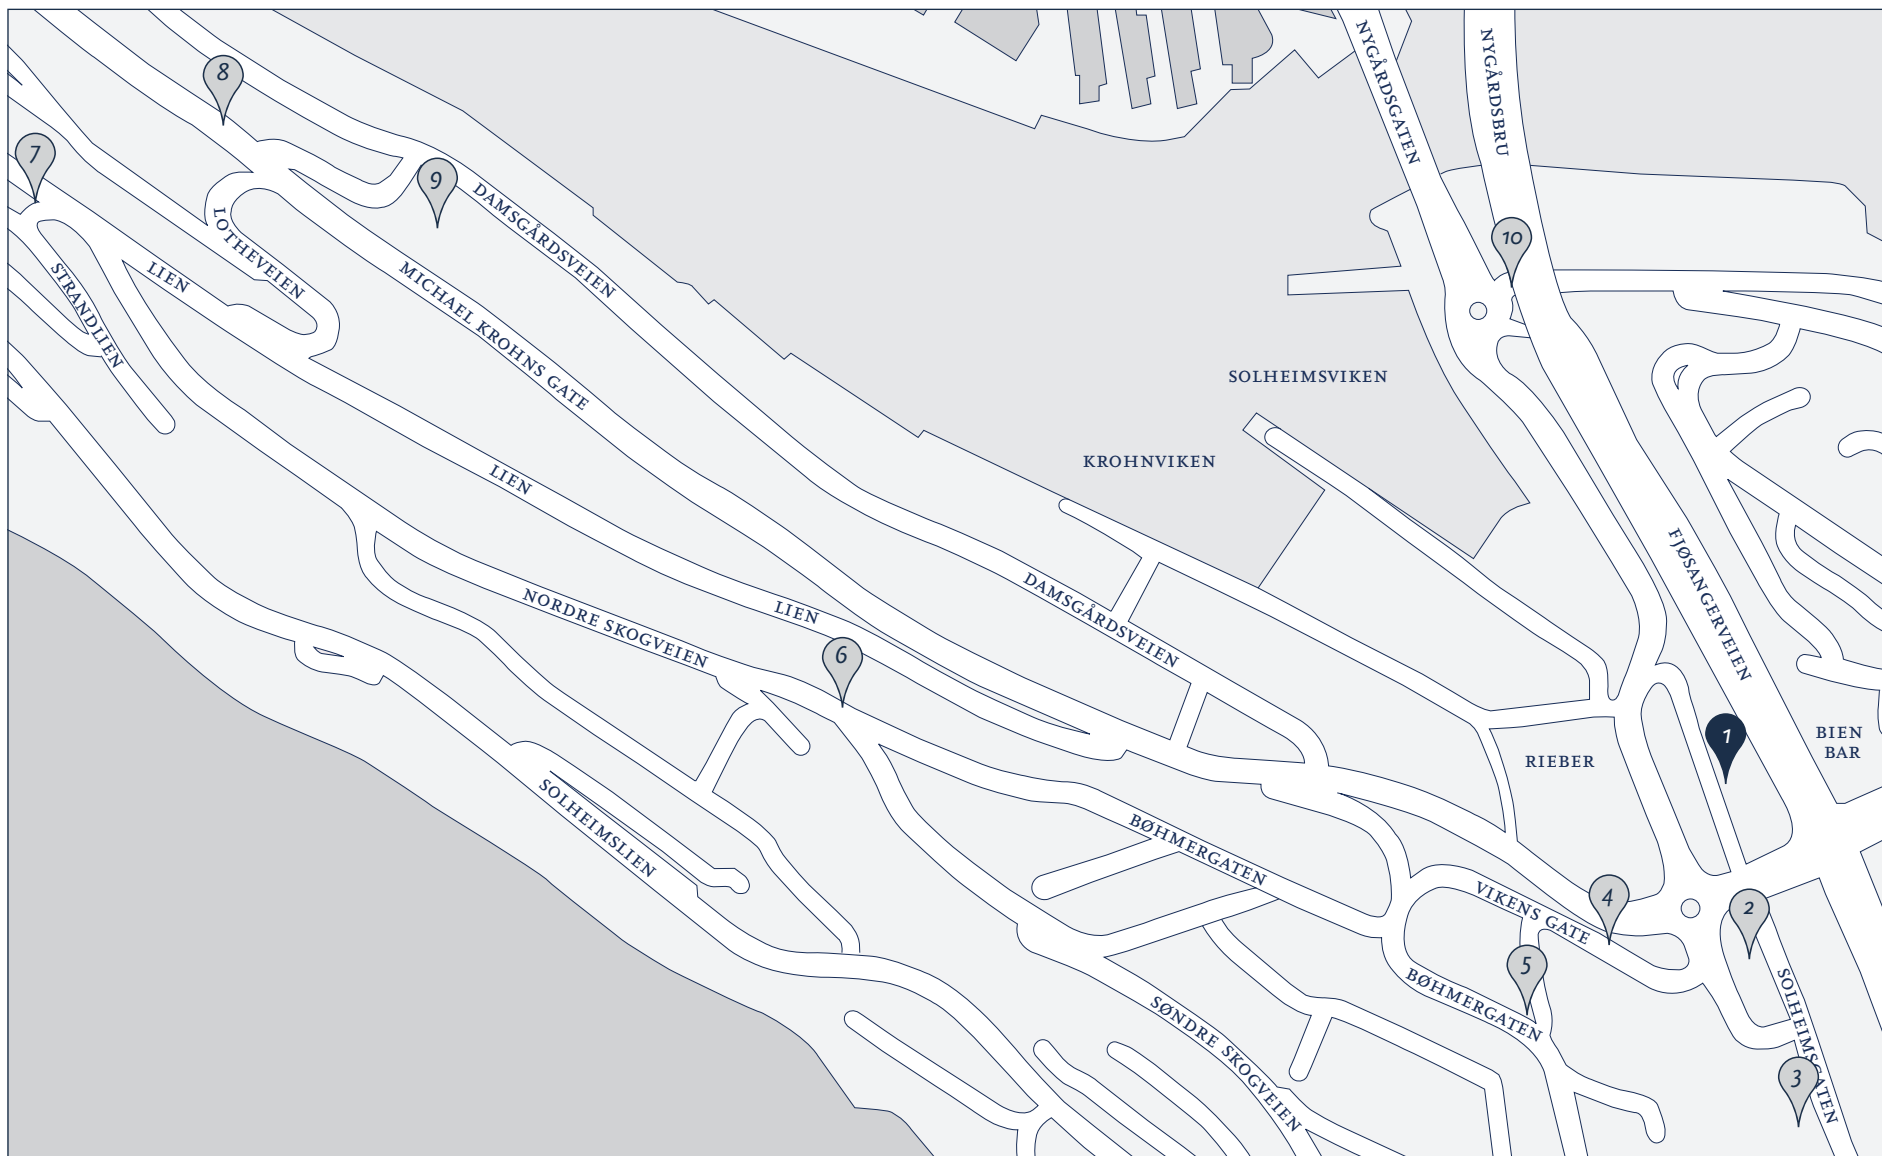 NYGÅRDSGATEN
NYGÅRDSBRU
8
7
9
10
DAMSGÅRDSVEIEN
LOTHEVEIEN
LIEN
STRANDLIEN
MICHAEL KROHNS GATE
SOLHEIMSVIKEN
KROHNVIKEN
LIEN
FJØSANGERVEIEN
NORDRE SKOGVEIEN
LIEN
DAMSGÅRDSVEIEN
6
1
BIEN
BAR
RIEBER
SOLHEIMSLIEN
BØHMERGATEN
VIKENS GATE
4
2
5
BØHMERGATEN
SOLHEIMSGATEN
SØNDRE SKOGVEIEN
3